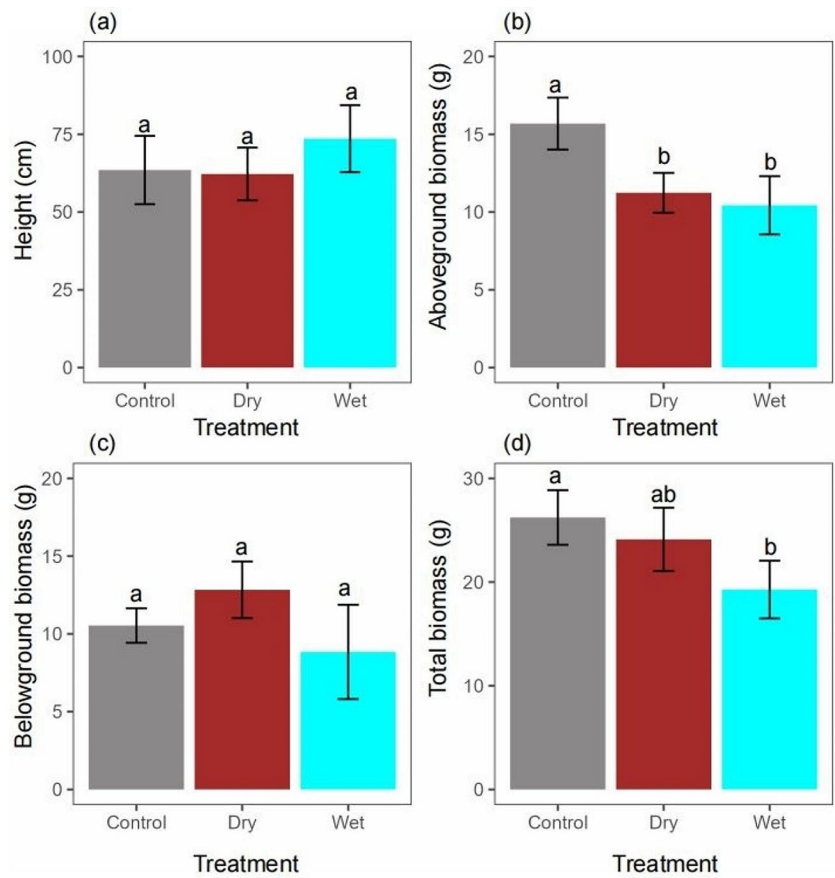 (a)
Height (cm)
100
75
50
25
0
a
a
a
Control
Dry
Wet
Treatment
(b)
Aboveground biomass (g)
20
15
10
5
0
a
b
b
Control
Dry
Wet
Treatment
(c)
Belowground biomass (g)
20
15
10
5
0
a
a
a
Control
Dry
Wet
Treatment
(d)
Total biomass (g)
30
20
10
0
a
ab
b
Control
Dry
Wet
Treatment